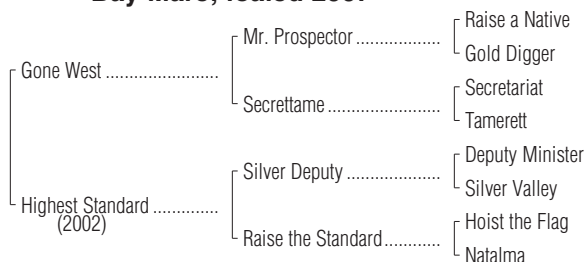 Bay Mare, foaled 2007
Raise a Native
Mr. Prospector ..................
Gold Digger
Gone West ........................
Secretariat
Secrettame .....................
Tamerett
Deputy Minister
Silver Deputy ....................
Silver Valley
Highest Standard .............
(2002)
Hoist the Flag
Raise the Standard............
Natalma